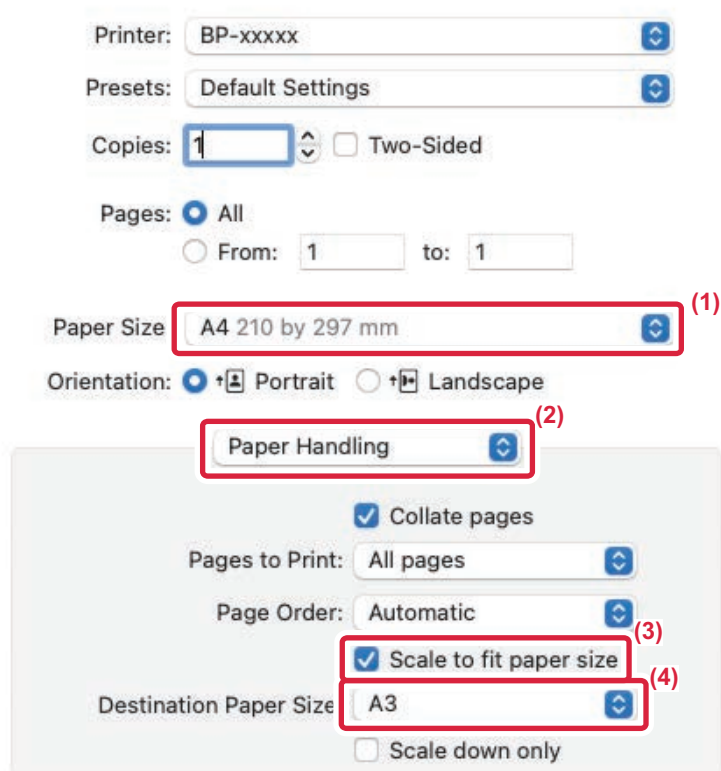 Printer: BP-xxxxx
Presets: Default Settings
Copies: 1 Two-Sided
Pages: All
From: 1 to: 1
(1)
Paper Size A4 210 by 297 mm
Orientation: Portrait Landscape
(2)
Paper Handling
Collate pages
Pages to Print: All pages
Page Order: Automatic
(3)
Scale to fit paper size
(4)
Destination Paper Size A3
Scale down only